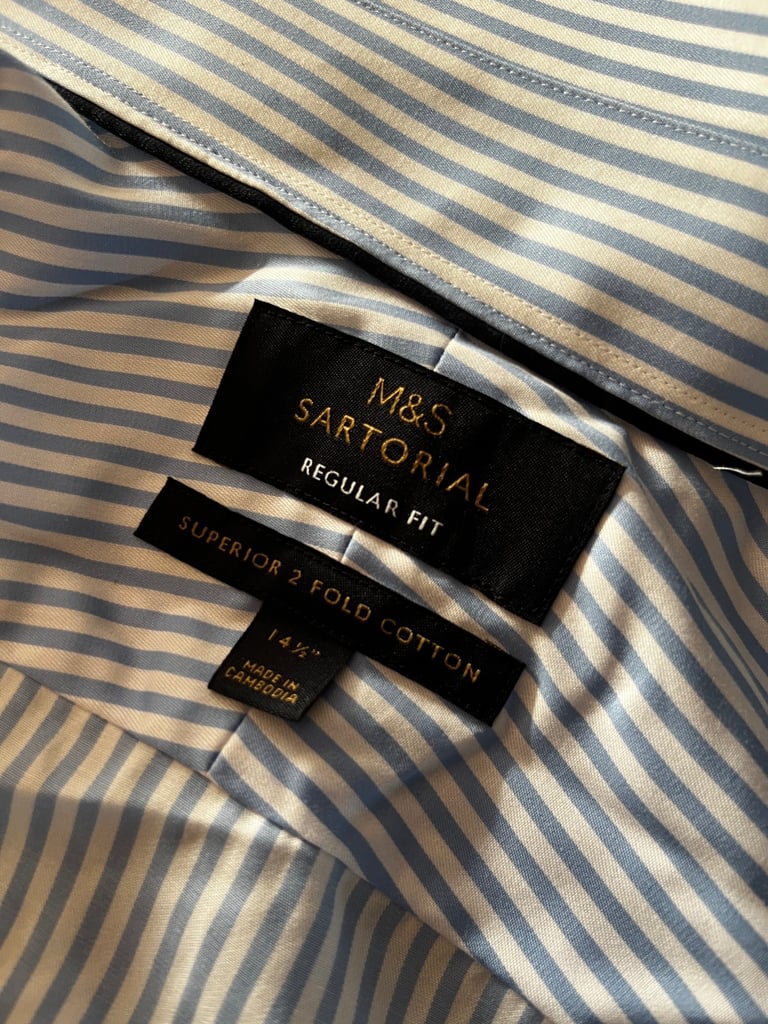 M&S
SARTORIAL
REGULAR FIT
SUPERIOR 2 FOLD COTTON
14½"
MADE IN
CAMBODIA